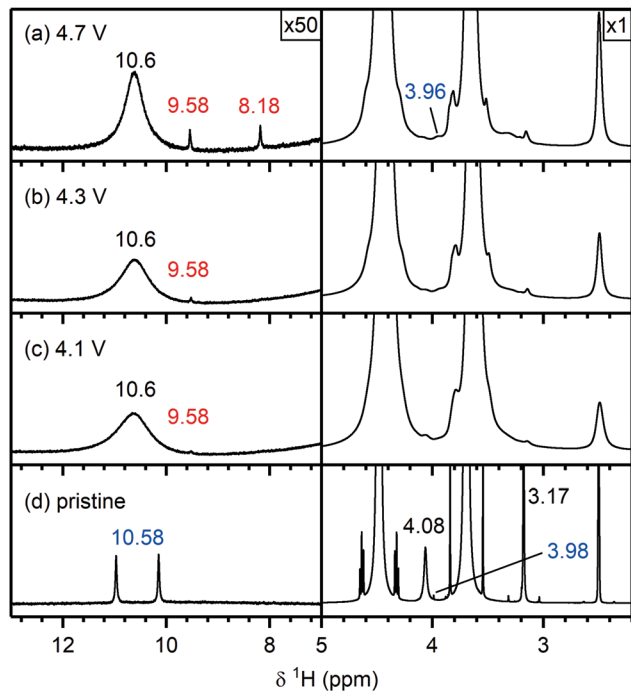 (a) 4.7 V
x50
x1
10.6
9.58
8.18
3.96
(b) 4.3 V
10.6
9.58
(c) 4.1 V
10.6
9.58
(d) pristine
10.58
4.08
3.98
3.17
12
10
8
6
5
4
3
δ ¹H (ppm)